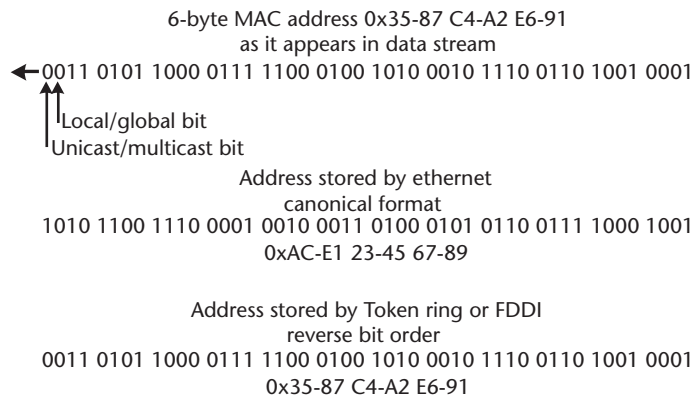 6-byte MAC address 0x35-87 C4-A2 E6-91
as it appears in data stream
0011 0101 1000 0111 1100 0100 1010 0010 1110 0110 1001 0001
Local/global bit
Unicast/multicast bit
Address stored by ethernet
canonical format
1010 1100 1110 0001 0010 0011 0100 0101 0110 0111 1000 1001
0xAC-E1 23-45 67-89
Address stored by Token ring or FDDI
reverse bit order
0011 0101 1000 0111 1100 0100 1010 0010 1110 0110 1001 0001
0x35-87 C4-A2 E6-91